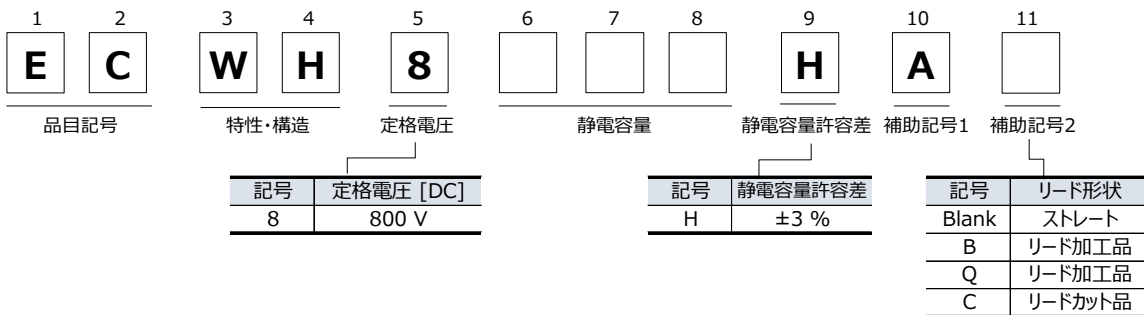 1 2 3 4 5 6 7 8 9 10 11
E C W H 8 H A
品目記号 特性・構造 定格電圧 静電容量 静電容量許容差 補助記号1 補助記号2
記号 定格電圧 [DC]
8 800 V
記号 静電容量許容差
H ±3 %
記号 リード形状
Blank ストレート
B リード加工品
Q リード加工品
C リードカット品